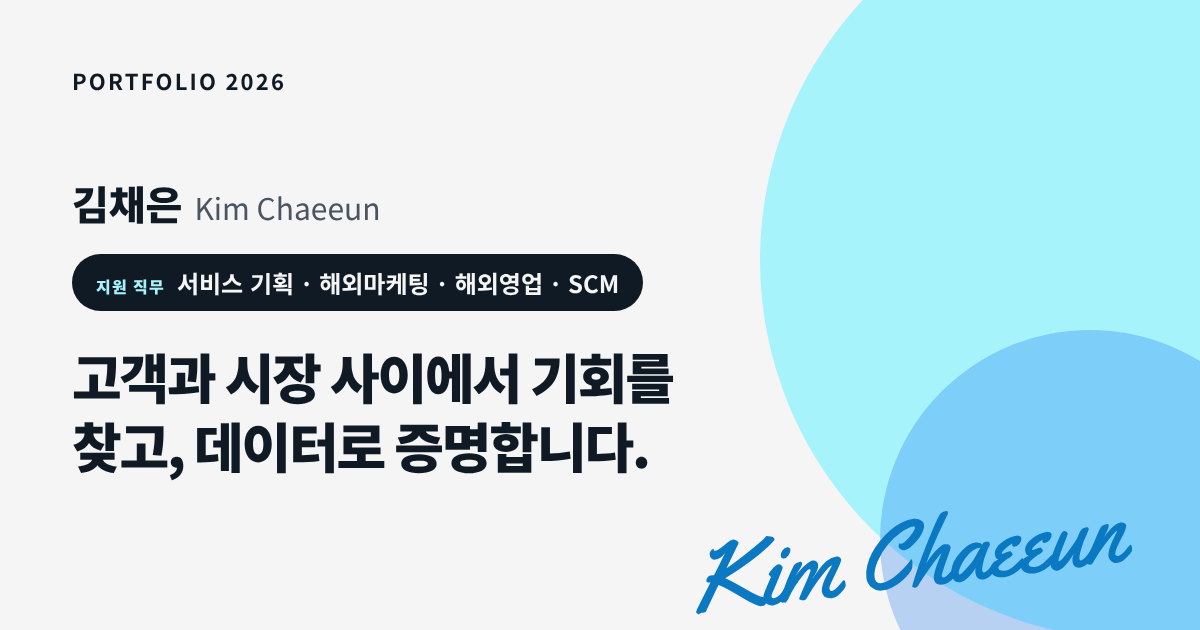 PORTFOLIO 2026
김채은 Kim Chaeeun
지원 직무 서비스 기획 · 해외마케팅 · 해외영업 · SCM
고객과 시장 사이에서 기회를
찾고, 데이터로 증명합니다.
Kim Chaeeun